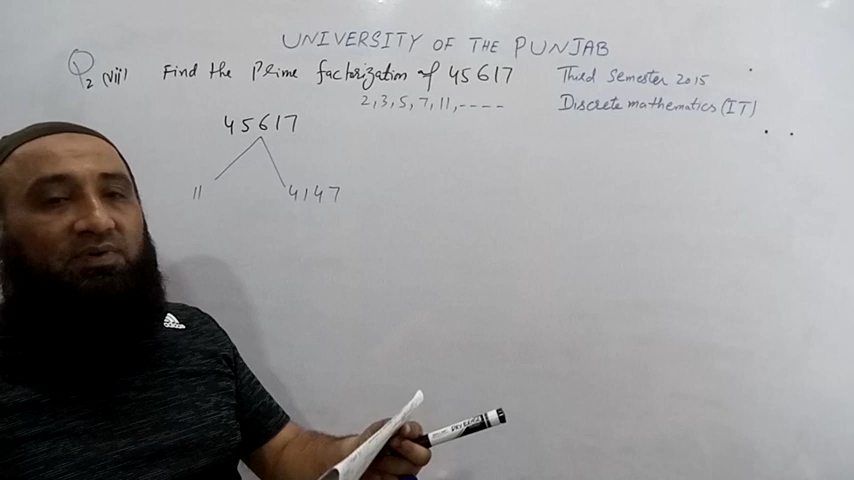 UNIVERSITY OF THE PUNJAB
Q2 (vii) Find the Prime factorization of 45617 Third Semester 2015
2,3,5,7,11,---- Discrete mathematics (IT)
45617
11 4147
adidas